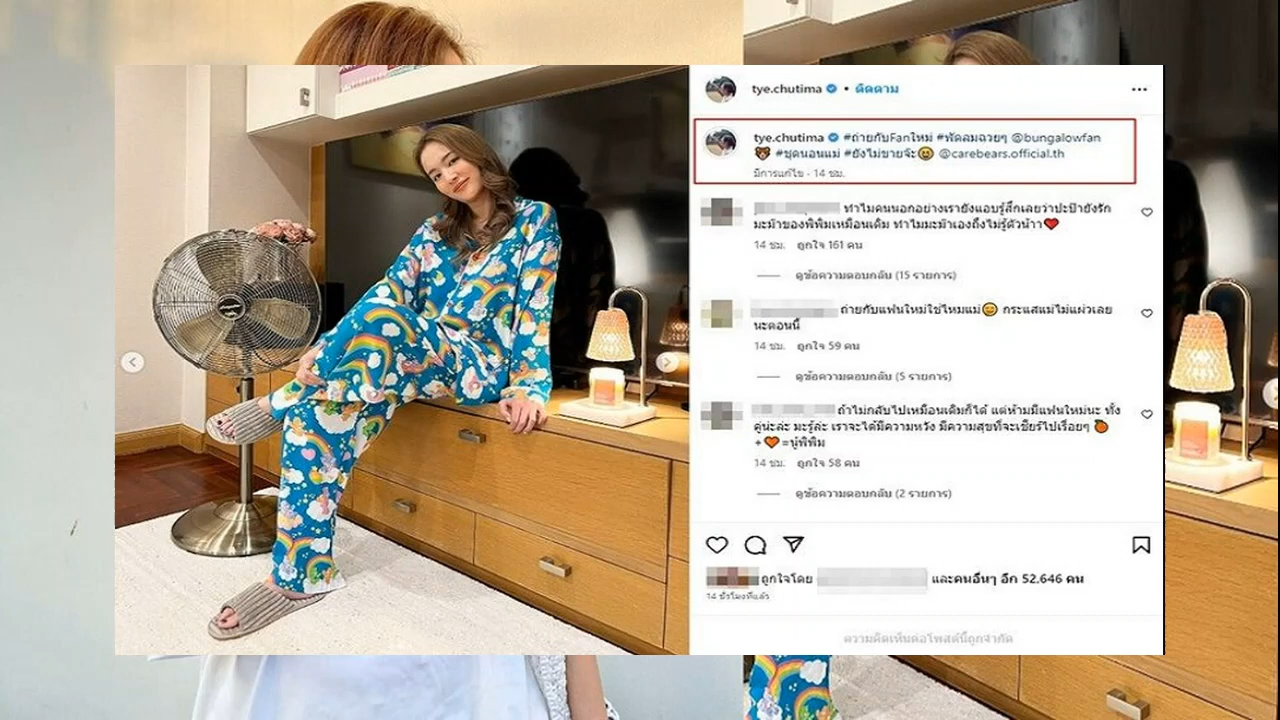 tye.chutima • ติดตาม
tye.chutima #ถ่ายกับFanใหม่ #พัดลมฉวยๆ @bungalowfan
🐻 #ชุดนอนแม่ #ยังไม่ขายจ้ะ😆 @carebears.official.th
มีการแก้ไข · 14 ชม.
ทำไมคนนอกอย่างเรายังแอบรู้สึกเลยว่าปะป๊ายังรัก
มะม๊าของพิพิมเหมือนเดิม ทำไมมะม๊าเองถึงไม่รู้ตัวน้าา❤️
14 ชม. ถูกใจ 161 คน
ดูข้อความตอบกลับ (15 รายการ)
ถ่ายกับแฟนใหม่ใช่ไหมแม่😊 กระแสแม่ไม่แผ่วเลย
นะตอนนี้
14 ชม. ถูกใจ 59 คน
ดูข้อความตอบกลับ (5 รายการ)
ถ้าไม่กลับไปเหมือนเดิมก็ได้ แต่ห้ามมีแฟนใหม่นะ ทั้ง
คู่น่ะล่ะ มะรู้ล่ะ เราจะได้มีความหวัง มีความสุขที่จะเชียร์ไปเรื่อยๆ 🍊
+ 🧡 =นู๋พิพิม
14 ชม. ถูกใจ 58 คน
ดูข้อความตอบกลับ (2 รายการ)
ถูกใจโดย และคนอื่นๆ อีก 52,646 คน
14 ชั่วโมงที่แล้ว
ความคิดเห็นต่อโพสต์นี้ถูกจำกัด